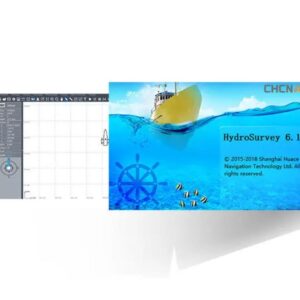 CHCN
HydroSurvey 6.1
© 2015-2018 Shanghai Huace
Navigation Technology Ltd. All
rights reserved.